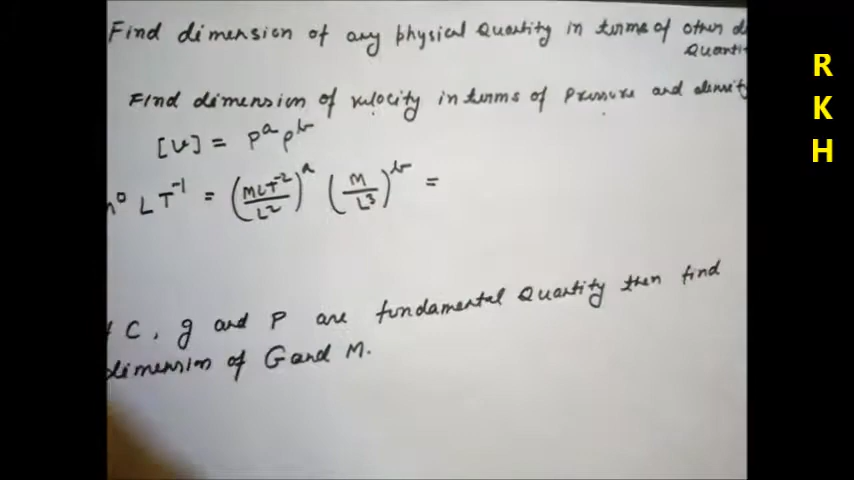 Find dimension of any physical Quantity in terms of other d
Quanti
Find dimension of velocity in terms of Pressure and densit
[V] = P^a ρ^b
M^0 L T^-1 = (MLT^-2/L^2)^a (M/L^3)^b =
f C, g and P are fundamental Quantity then find
dimension of G and M.
R
K
H